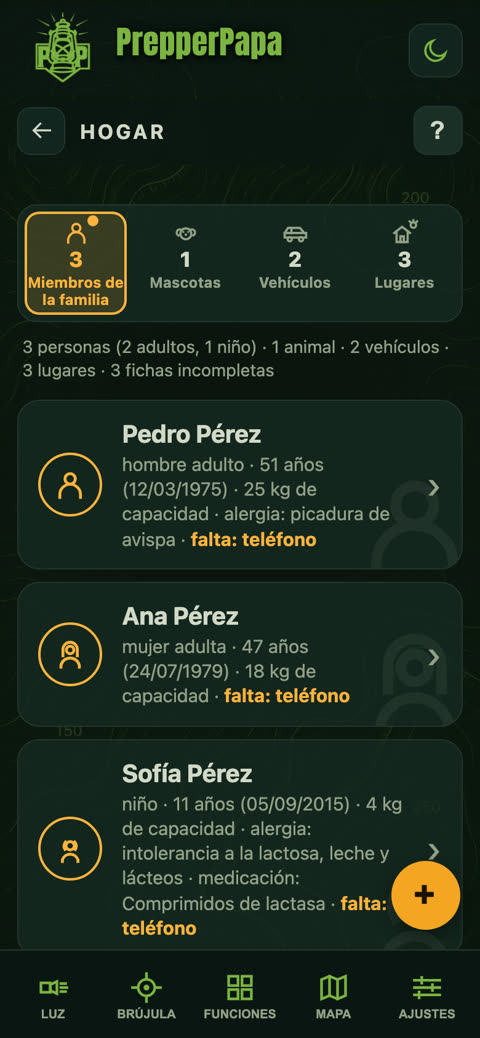 PrepperPapa
HOGAR
?
200
3
Miembros de
la familia
1
Mascotas
2
Vehículos
3
Lugares
3 personas (2 adultos, 1 niño) · 1 animal · 2 vehículos ·
3 lugares · 3 fichas incompletas
Pedro Pérez
hombre adulto · 51 años
(12/03/1975) · 25 kg de
capacidad · alergia: picadura de
avispa · falta: teléfono
Ana Pérez
mujer adulta · 47 años
(24/07/1979) · 18 kg de
capacidad · falta: teléfono
150
Sofía Pérez
niño · 11 años (05/09/2015) · 4 kg
de capacidad · alergia:
intolerancia a la lactosa, leche y
lácteos · medicación:
Comprimidos de lactasa · falta:
teléfono
+
LUZ
BRÚJULA
FUNCIONES
MAPA
AJUSTES